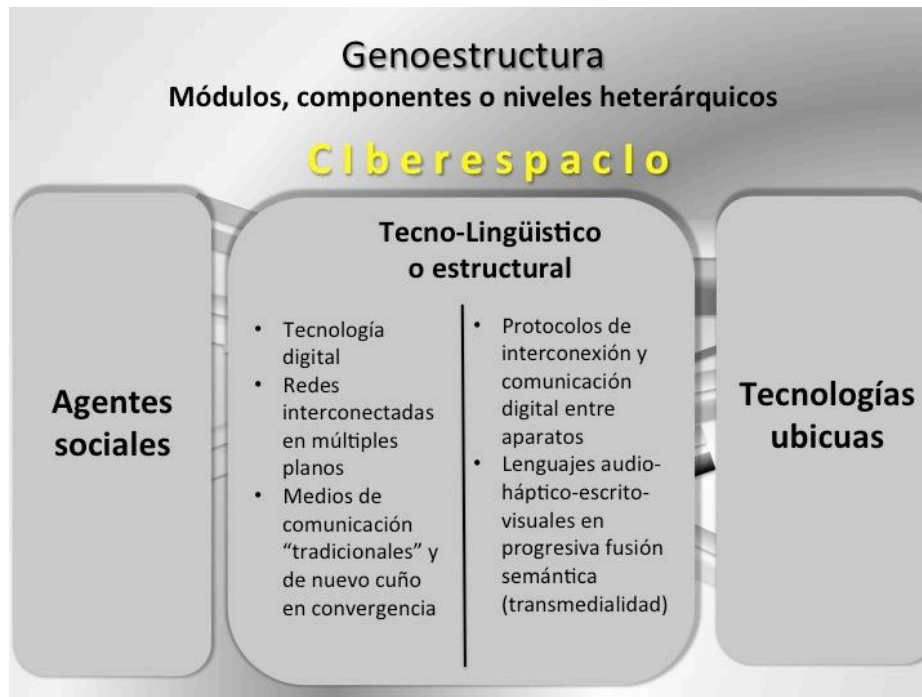 Genoestructura
Módulos, componentes o niveles heterárquicos
CIberespacIo
Agentes
sociales
Tecno-Lingüistico
o estructural
• Tecnología
digital
• Redes
interconectadas
en múltiples
planos
• Medios de
comunicación
“tradicionales” y
de nuevo cuño
en convergencia
• Protocolos de
interconexión y
comunicación
digital entre
aparatos
• Lenguajes audio-
háptico-escrito-
visuales en
progresiva fusión
semántica
(transmedialidad)
Tecnologías
ubicuas